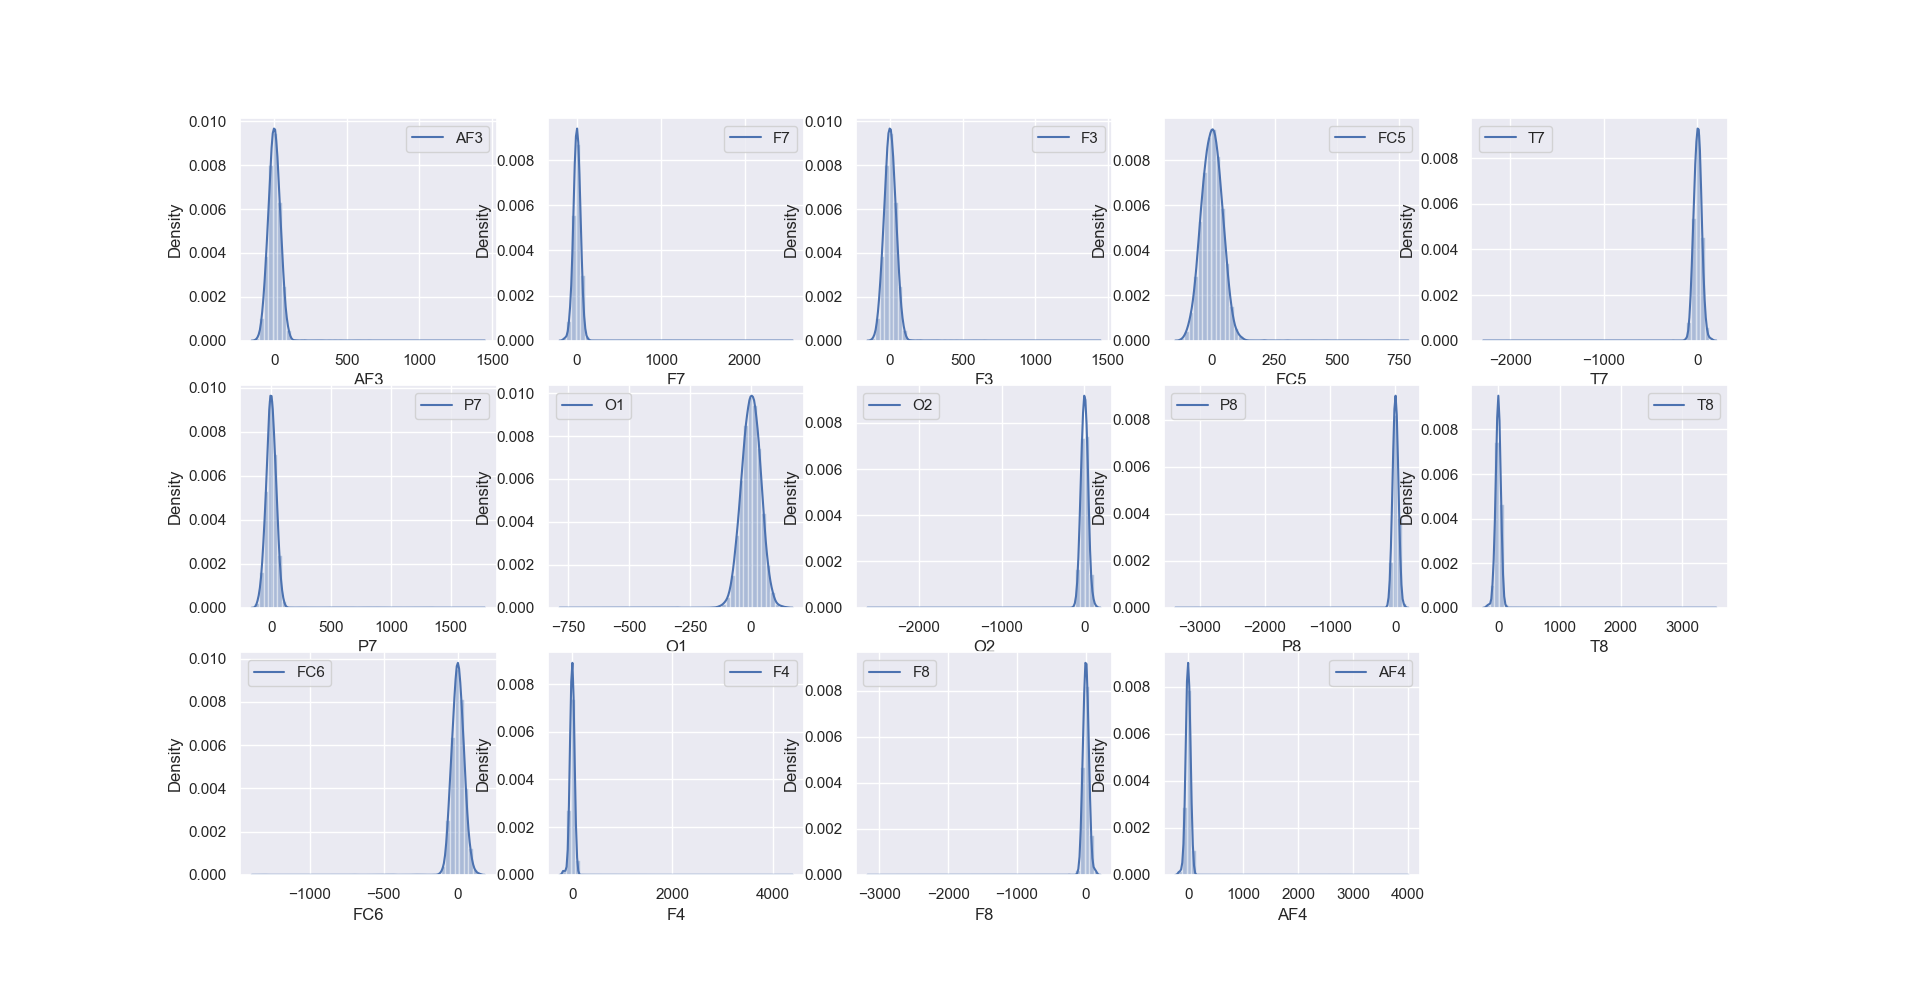 0.010
0.008
0.006
0.004
0.002
0.000
Density
AF3
0 500 1000 1500
AF3
0.008
0.006
0.004
0.002
0.000
Density
F7
0 1000 2000
F7
0.010
0.008
0.006
0.004
0.002
0.000
Density
F3
0 500 1000 1500
F3
0.008
0.006
0.004
0.002
0.000
Density
FC5
0 250 500 750
FC5
0.008
0.006
0.004
0.002
0.000
Density
T7
−2000 −1000 0
T7
0.010
0.008
0.006
0.004
0.002
0.000
Density
P7
0 500 1000 1500
P7
0.010
0.008
0.006
0.004
0.002
0.000
Density
O1
−750 −500 −250 0
O1
0.008
0.006
0.004
0.002
0.000
Density
O2
−2000 −1000 0
O2
0.008
0.006
0.004
0.002
0.000
Density
P8
−3000 −2000 −1000 0
P8
0.008
0.006
0.004
0.002
0.000
Density
T8
0 1000 2000 3000
T8
0.010
0.008
0.006
0.004
0.002
0.000
Density
FC6
−1000 −500 0
FC6
0.008
0.006
0.004
0.002
0.000
Density
F4
0 2000 4000
F4
0.008
0.006
0.004
0.002
0.000
Density
F8
−3000 −2000 −1000 0
F8
0.008
0.006
0.004
0.002
0.000
Density
AF4
0 1000 2000 3000 4000
AF4